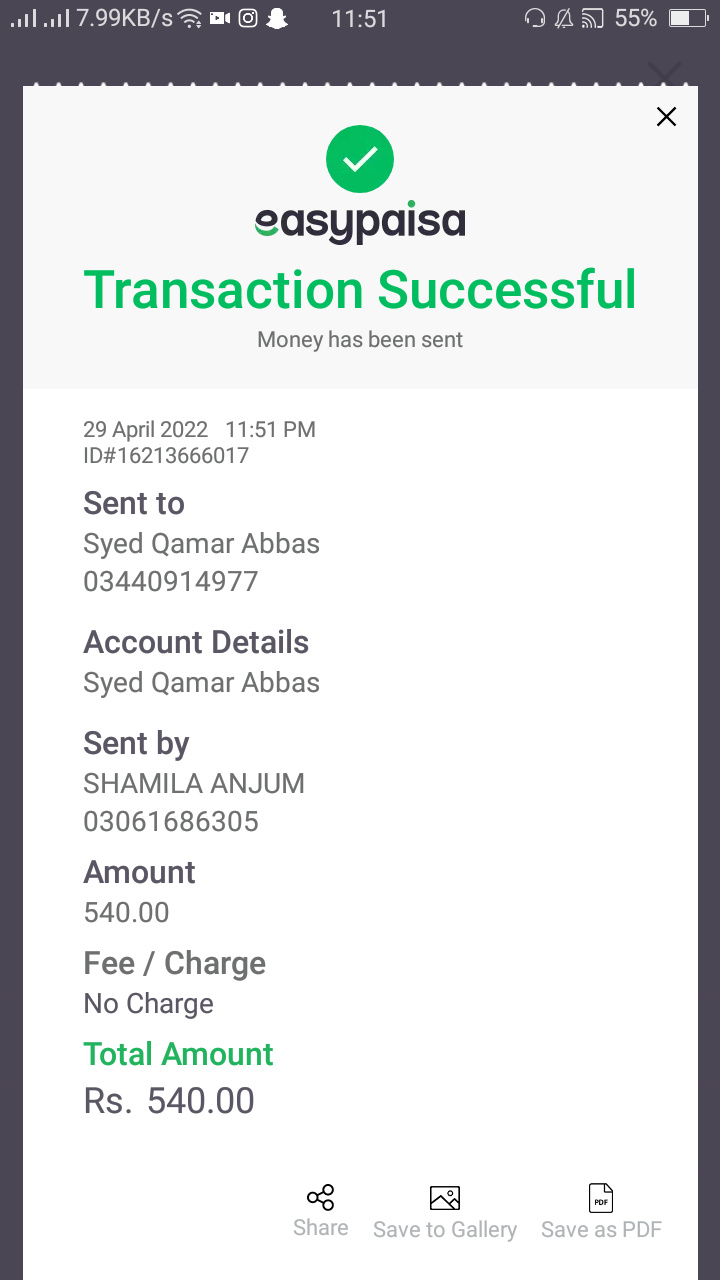 7.99KB/s 11:51 55%
easypaisa
Transaction Successful
Money has been sent
29 April 2022 11:51 PM
ID#16213666017
Sent to
Syed Qamar Abbas
03440914977
Account Details
Syed Qamar Abbas
Sent by
SHAMILA ANJUM
03061686305
Amount
540.00
Fee / Charge
No Charge
Total Amount
Rs. 540.00
PDF
Share Save to Gallery Save as PDF